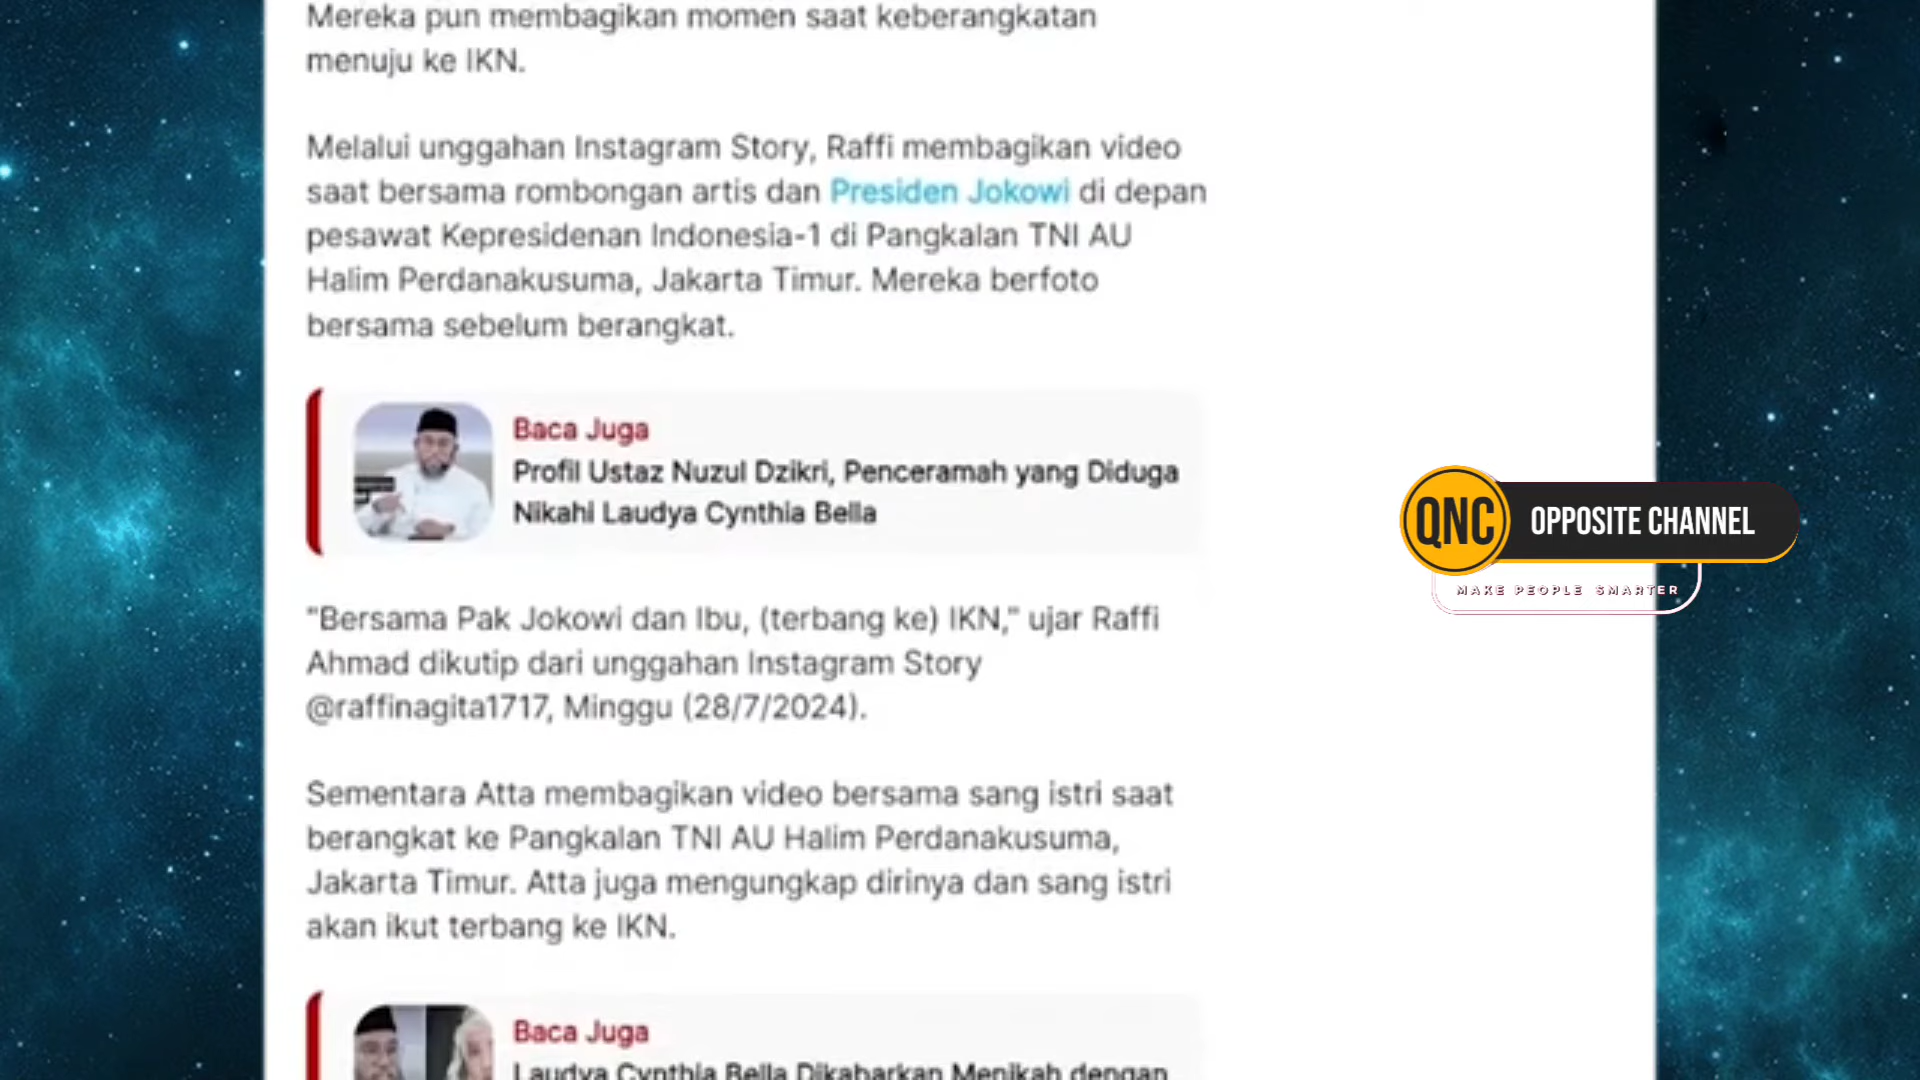 Mereka pun membagikan momen saat keberangkatan
menuju ke IKN.
Melalui unggahan Instagram Story, Raffi membagikan video
saat bersama rombongan artis dan Presiden Jokowi di depan
pesawat Kepresidenan Indonesia-1 di Pangkalan TNI AU
Halim Perdanakusuma, Jakarta Timur. Mereka berfoto
bersama sebelum berangkat.
Baca Juga
Profil Ustaz Nuzul Dzikri, Penceramah yang Diduga
Nikahi Laudya Cynthia Bella
QNC OPPOSITE CHANNEL
MAKE PEOPLE SMARTER
"Bersama Pak Jokowi dan Ibu, (terbang ke) IKN," ujar Raffi
Ahmad dikutip dari unggahan Instagram Story
@raffinagita1717, Minggu (28/7/2024).
Sementara Atta membagikan video bersama sang istri saat
berangkat ke Pangkalan TNI AU Halim Perdanakusuma,
Jakarta Timur. Atta juga mengungkap dirinya dan sang istri
akan ikut terbang ke IKN.
Baca Juga
Laudya Cynthia Bella Dikabarkan Menikah dengan